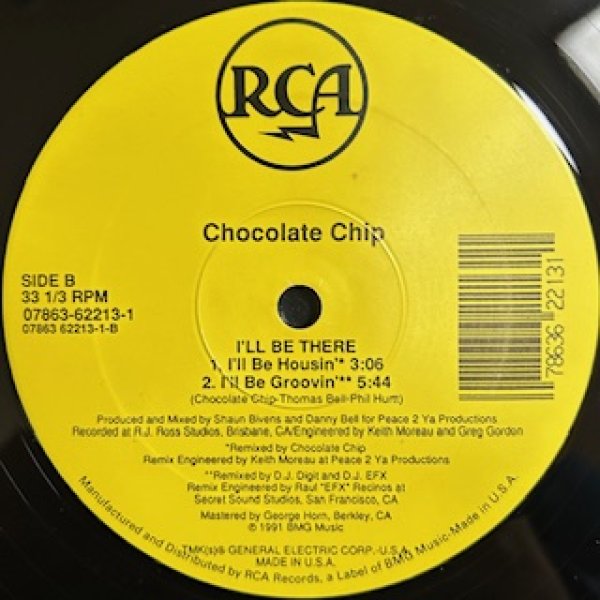 RCA
Chocolate Chip
SIDE B
33 1/3 RPM
07863-62213-1
07863 62213-1-B
78636 22131
I'LL BE THERE
1. I'll Be Housin'* 3:06
2. I'll Be Groovin'** 5:44
(Chocolate Chip-Thomas Bell-Phil Hurtt)
Produced and Mixed by Shaun Bivens and Danny Bell for Peace 2 Ya Productions
Recorded at R.J. Ross Studios, Brisbane, CA/Engineered by Keith Moreau and Greg Gordon
*Remixed by Chocolate Chip
Remix Engineered by Keith Moreau at Peace 2 Ya Productions
**Remixed by D.J. Digit and D.J. EFX
Remix Engineered by Raul "EFX" Recinos at
Secret Sound Studios, San Francisco, CA
Mastered by George Horn, Berkley, CA
© 1991 BMG Music
TMK(s)® GENERAL ELECTRIC CORP.-U.S.A.
MADE IN U.S.A.
Manufactured and Distributed by RCA Records, a Label of BMG Music-Made in U.S.A.